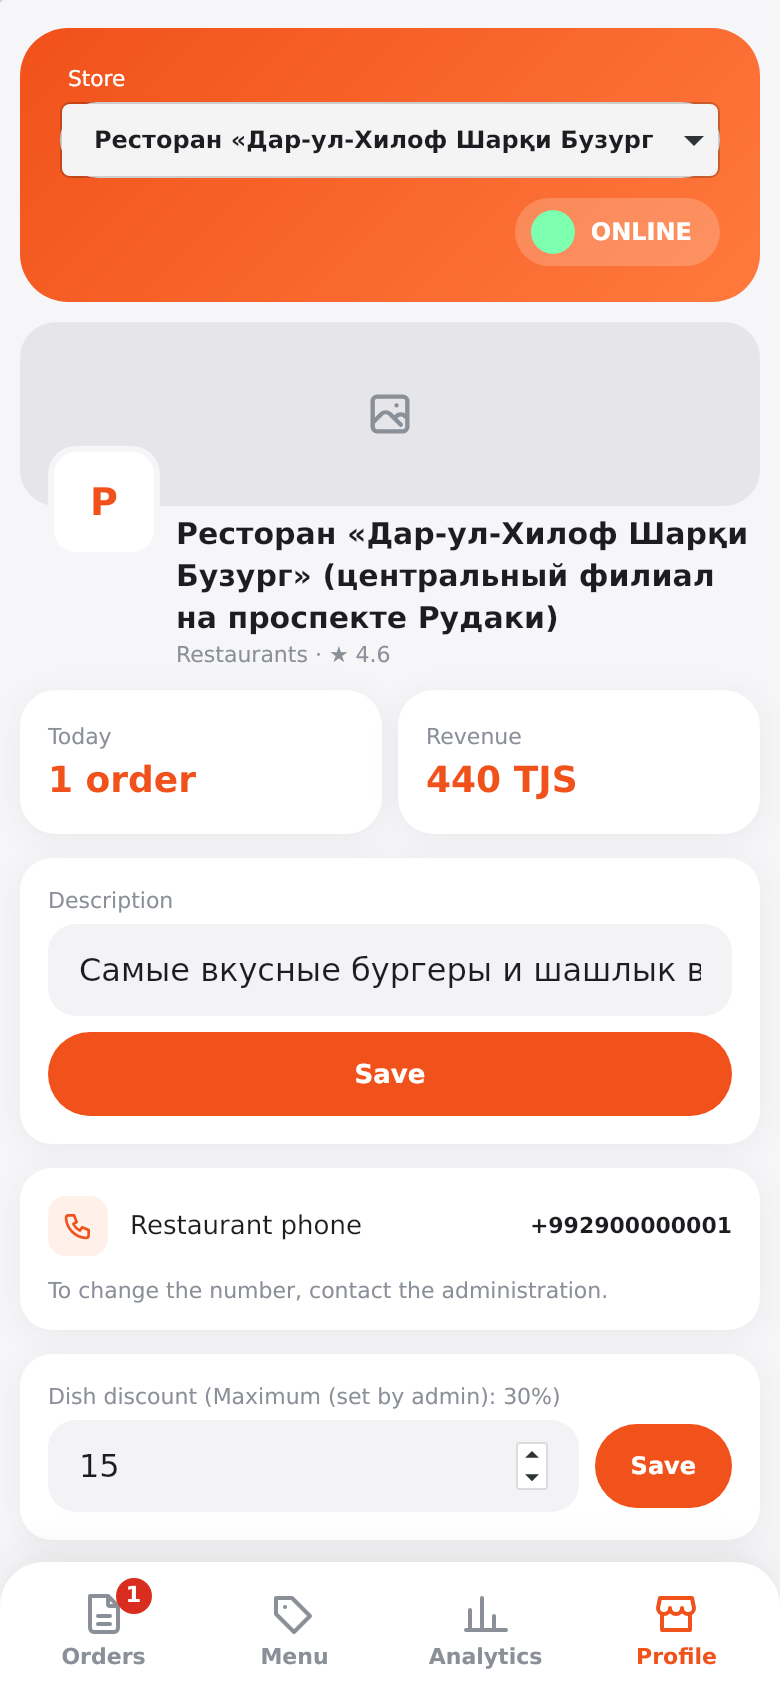 Store
Ресторан «Дар-ул-Хилоф Шарқи Бузург
ONLINE
Р
Ресторан «Дар-ул-Хилоф Шарқи
Бузург» (центральный филиал
на проспекте Рудаки)
Restaurants · ★ 4.6
Today
1 order
Revenue
440 TJS
Description
Самые вкусные бургеры и шашлык в
Save
Restaurant phone
+992900000001
To change the number, contact the administration.
Dish discount (Maximum (set by admin): 30%)
15
Save
1
Orders
Menu
Analytics
Profile